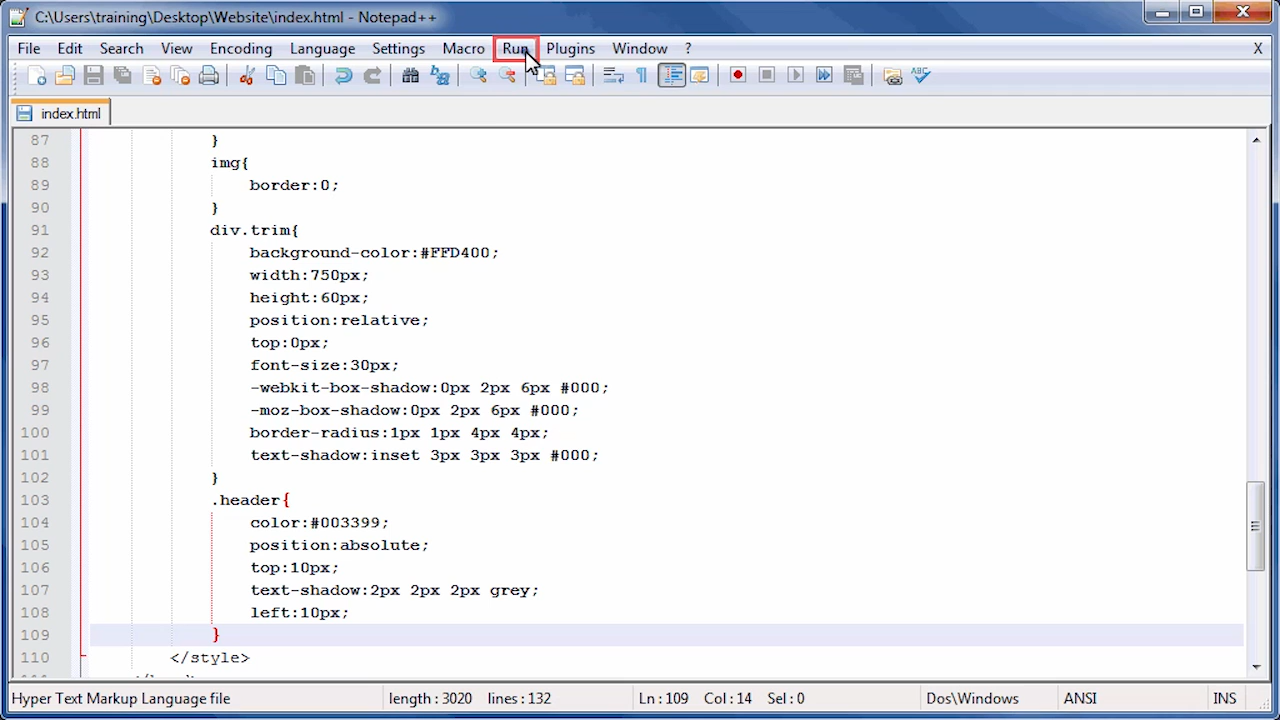 C:\Users\training\Desktop\Website\index.html - Notepad++
File Edit Search View Encoding Language Settings Macro Run Plugins Window ? X
index.html
87 }
88 img{
89 border:0;
90 }
91 div.trim{
92 background-color:#FFD400;
93 width:750px;
94 height:60px;
95 position:relative;
96 top:0px;
97 font-size:30px;
98 -webkit-box-shadow:0px 2px 6px #000;
99 -moz-box-shadow:0px 2px 6px #000;
100 border-radius:1px 1px 4px 4px;
101 text-shadow:inset 3px 3px 3px #000;
102 }
103 .header{
104 color:#003399;
105 position:absolute;
106 top:10px;
107 text-shadow:2px 2px 2px grey;
108 left:10px;
109 }
110 </style>
Hyper Text Markup Language file length : 3020 lines : 132 Ln : 109 Col : 14 Sel : 0 Dos\Windows ANSI INS